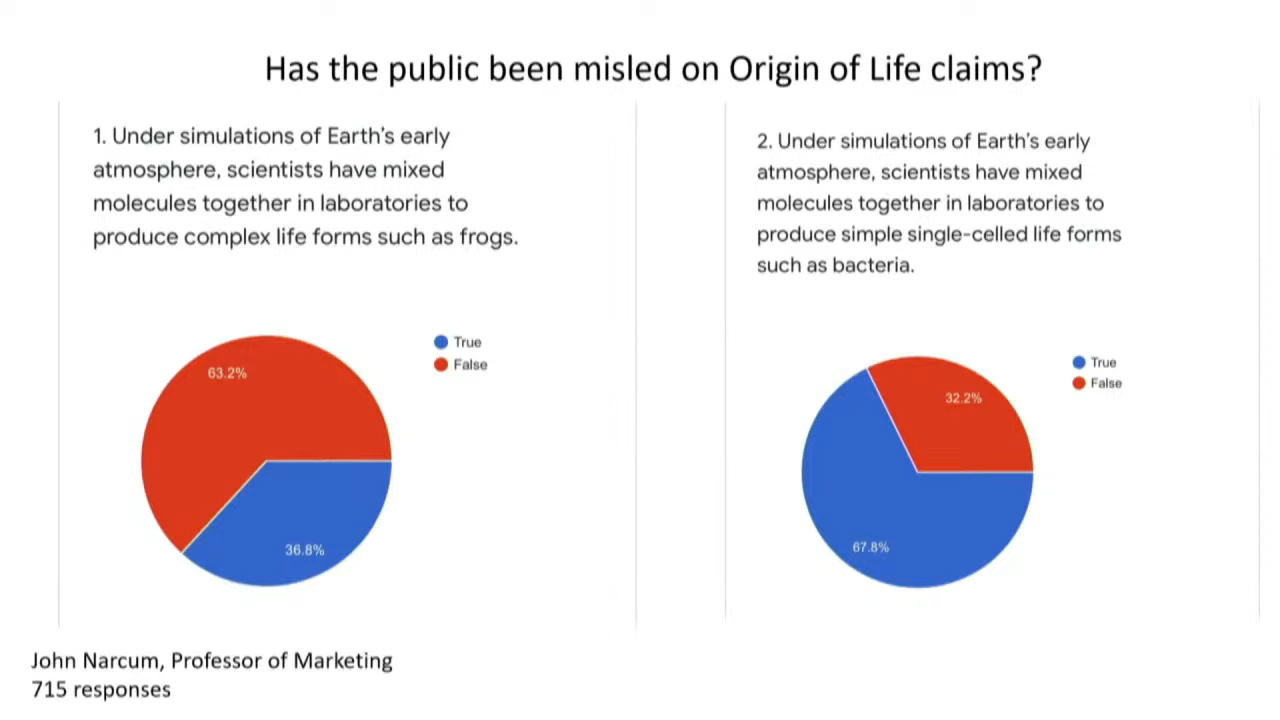 Has the public been misled on Origin of Life claims?
1. Under simulations of Earth's early
atmosphere, scientists have mixed
molecules together in laboratories to
produce complex life forms such as frogs.
True
False
63.2%
36.8%
2. Under simulations of Earth's early
atmosphere, scientists have mixed
molecules together in laboratories to
produce simple single-celled life forms
such as bacteria.
True
False
32.2%
67.8%
John Narcum, Professor of Marketing
715 responses